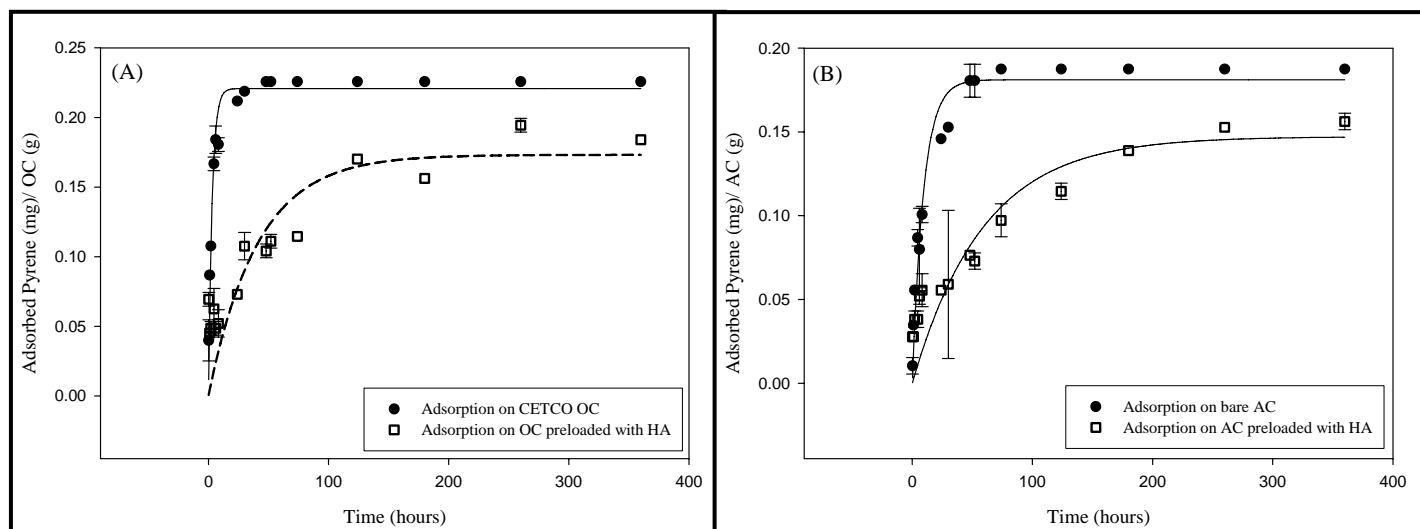 (A)
Adsorbed Pyrene (mg)/ OC (g)
0.25
0.20
0.15
0.10
0.05
0.00
Adsorption on CETCO OC
Adsorption on OC preloaded with HA
0
100
200
300
400
Time (hours)
(B)
Adsorbed Pyrene (mg)/ AC (g)
0.20
0.15
0.10
0.05
0.00
Adsorption on bare AC
Adsorption on AC preloaded with HA
0
100
200
300
400
Time (hours)